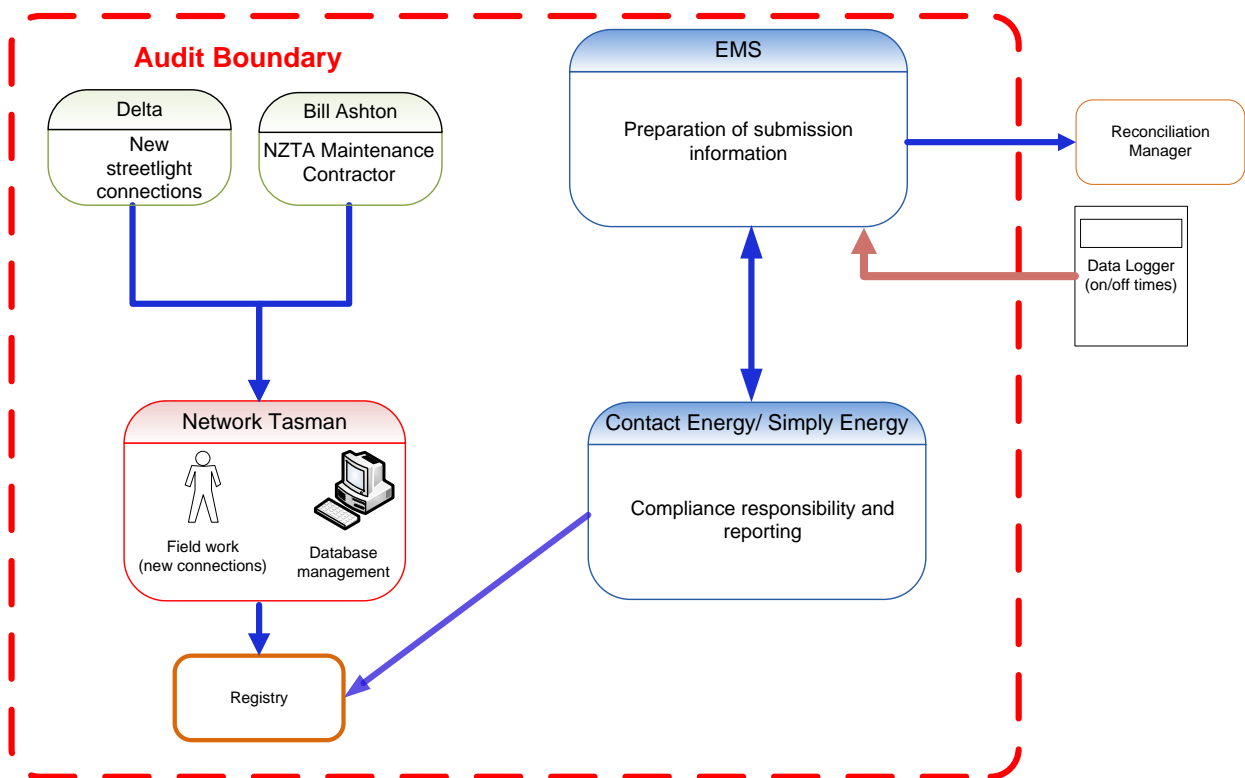 Audit Boundary
Delta
New
streetlight
connections
Bill Ashton
NZTA Maintenance
Contractor
EMS
Preparation of submission
information
Reconciliation
Manager
Data Logger
(on/off times)
Network Tasman
Field work
(new connections)
Database
management
Contact Energy/ Simply Energy
Compliance responsibility and
reporting
Registry